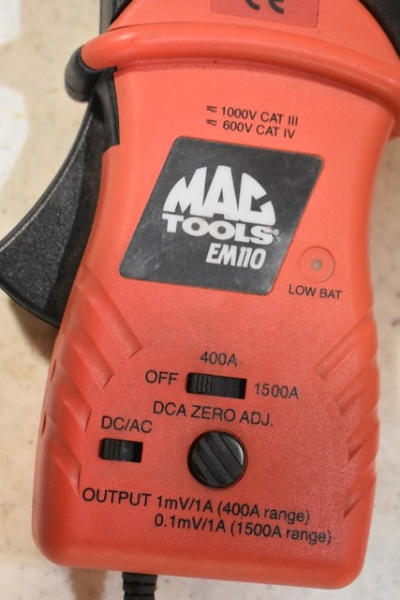 CE
≂ 1000V CAT III
≂ 600V CAT IV
MAC
TOOLS®
EM110
LOW BAT
400A
OFF
1500A
DCA ZERO ADJ.
DC/AC
OUTPUT 1mV/1A (400A range)
0.1mV/1A (1500A range)